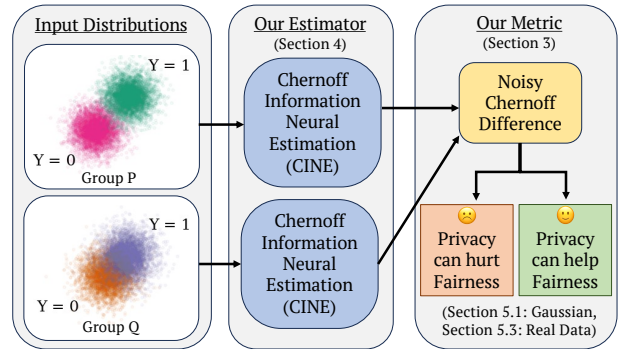 Input Distributions
Y = 1
Y = 0
Group P
Y = 1
Y = 0
Group Q
Our Estimator
(Section 4)
Chernoff
Information
Neural
Estimation
(CINE)
Chernoff
Information
Neural
Estimation
(CINE)
Our Metric
(Section 3)
Noisy
Chernoff
Difference
Privacy
can hurt
Fairness
Privacy
can help
Fairness
(Section 5.1: Gaussian,
Section 5.3: Real Data)